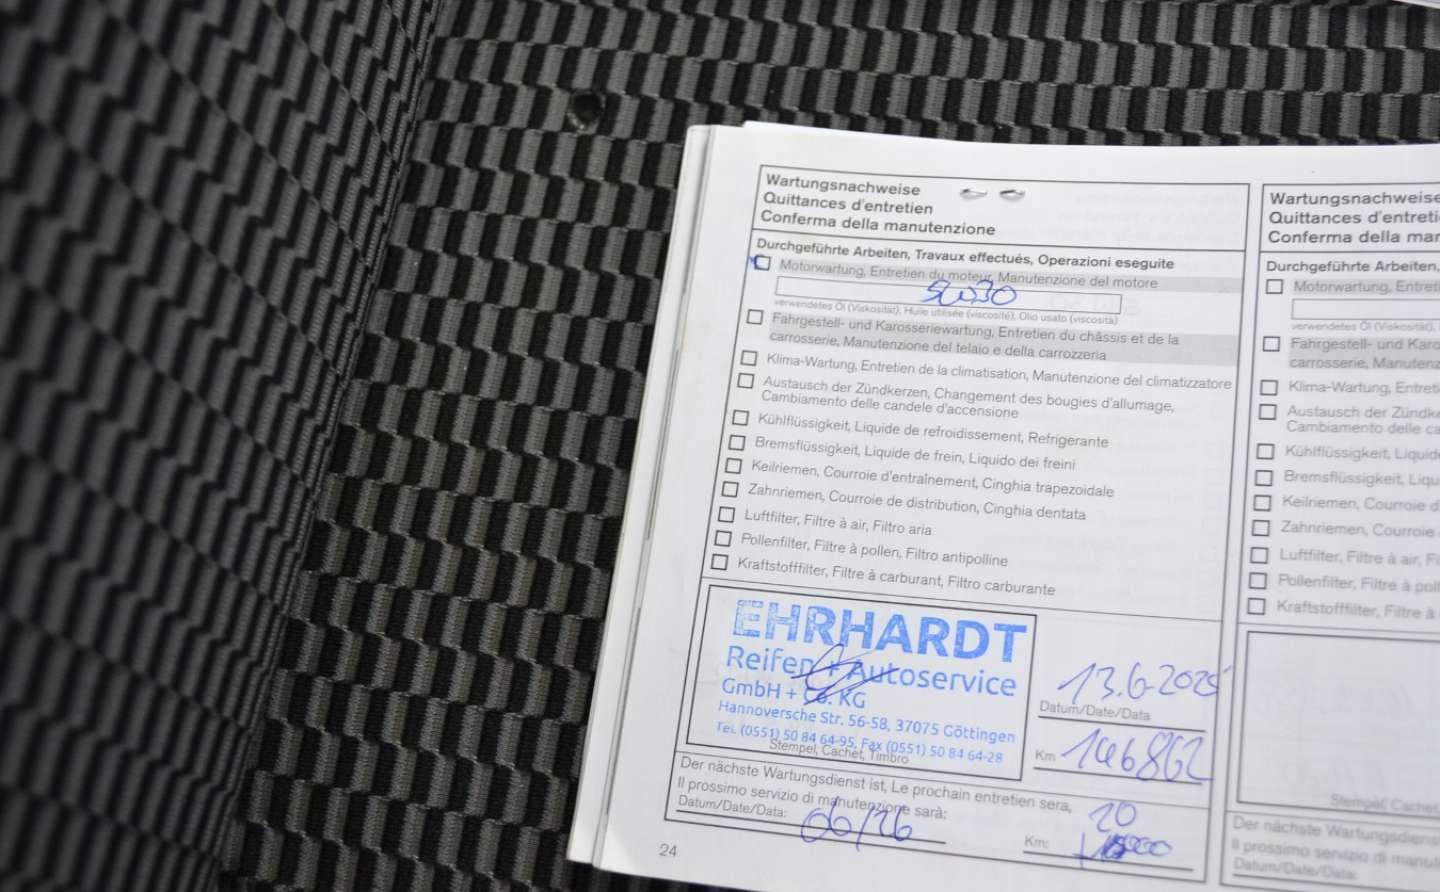 Wartungsnachweise
Quittances d'entretien
Conferma della manutenzione
Durchgeführte Arbeiten, Travaux effectués, Operazioni eseguite
Motorwartung, Entretien du moteur, Manutenzione del motore
5W30
verwendetes Öl (Viskosität), Huile utilisée (viscosité), Olio usato (viscosità)
Fahrgestell- und Karosseriewartung, Entretien du châssis et de la
carrosserie, Manutenzione del telaio e della carrozzeria
Klima-Wartung, Entretien de la climatisation, Manutenzione del climatizzatore
Austausch der Zündkerzen, Changement des bougies d'allumage,
Cambiamento delle candele d'accensione
Kühlflüssigkeit, Liquide de refroidissement, Refrigerante
Bremsflüssigkeit, Liquide de frein, Liquido dei freini
Keilriemen, Courroie d'entraînement, Cinghia trapezoidale
Zahnriemen, Courroie de distribution, Cinghia dentata
Luftfilter, Filtre à air, Filtro aria
Pollenfilter, Filtre à pollen, Filtro antipolline
Kraftstofffilter, Filtre à carburant, Filtro carburante
EHRHARDT
Reifen + Autoservice
GmbH + Co. KG
Hannoversche Str. 56-58, 37075 Göttingen
Tel. (0551) 50 84 64-95, Fax (0551) 50 84 64-28
Stempel, Cachet, Timbro
13.6.2025
Datum/Date/Data
Km 146862
Der nächste Wartungsdienst ist, Le prochain entretien sera,
Il prossimo servizio di manutenzione sarà:
Datum/Date/Data: 06/26
Km: 20
24
Wartungsnachweise
Quittances d'entreti
Conferma della man
Durchgeführte Arbeiten,
Motorwartung, Entreti
verwendetes Öl (Viskosität),
Fahrgestell- und Karo
carrosserie, Manutenz
Klima-Wartung, Entreti
Austausch der Zündke
Cambiamento delle ca
Kühlflüssigkeit, Liquide
Bremsflüssigkeit, Liqu
Keilriemen, Courroie d
Zahnriemen, Courroie
Luftfilter, Filtre à air, F
Pollenfilter, Filtre à poll
Kraftstofffilter, Filtre à
Stempel, Cachet
Der nächste Wartungsdiens
Il prossimo servizio di manut
Datum/Date/Data: